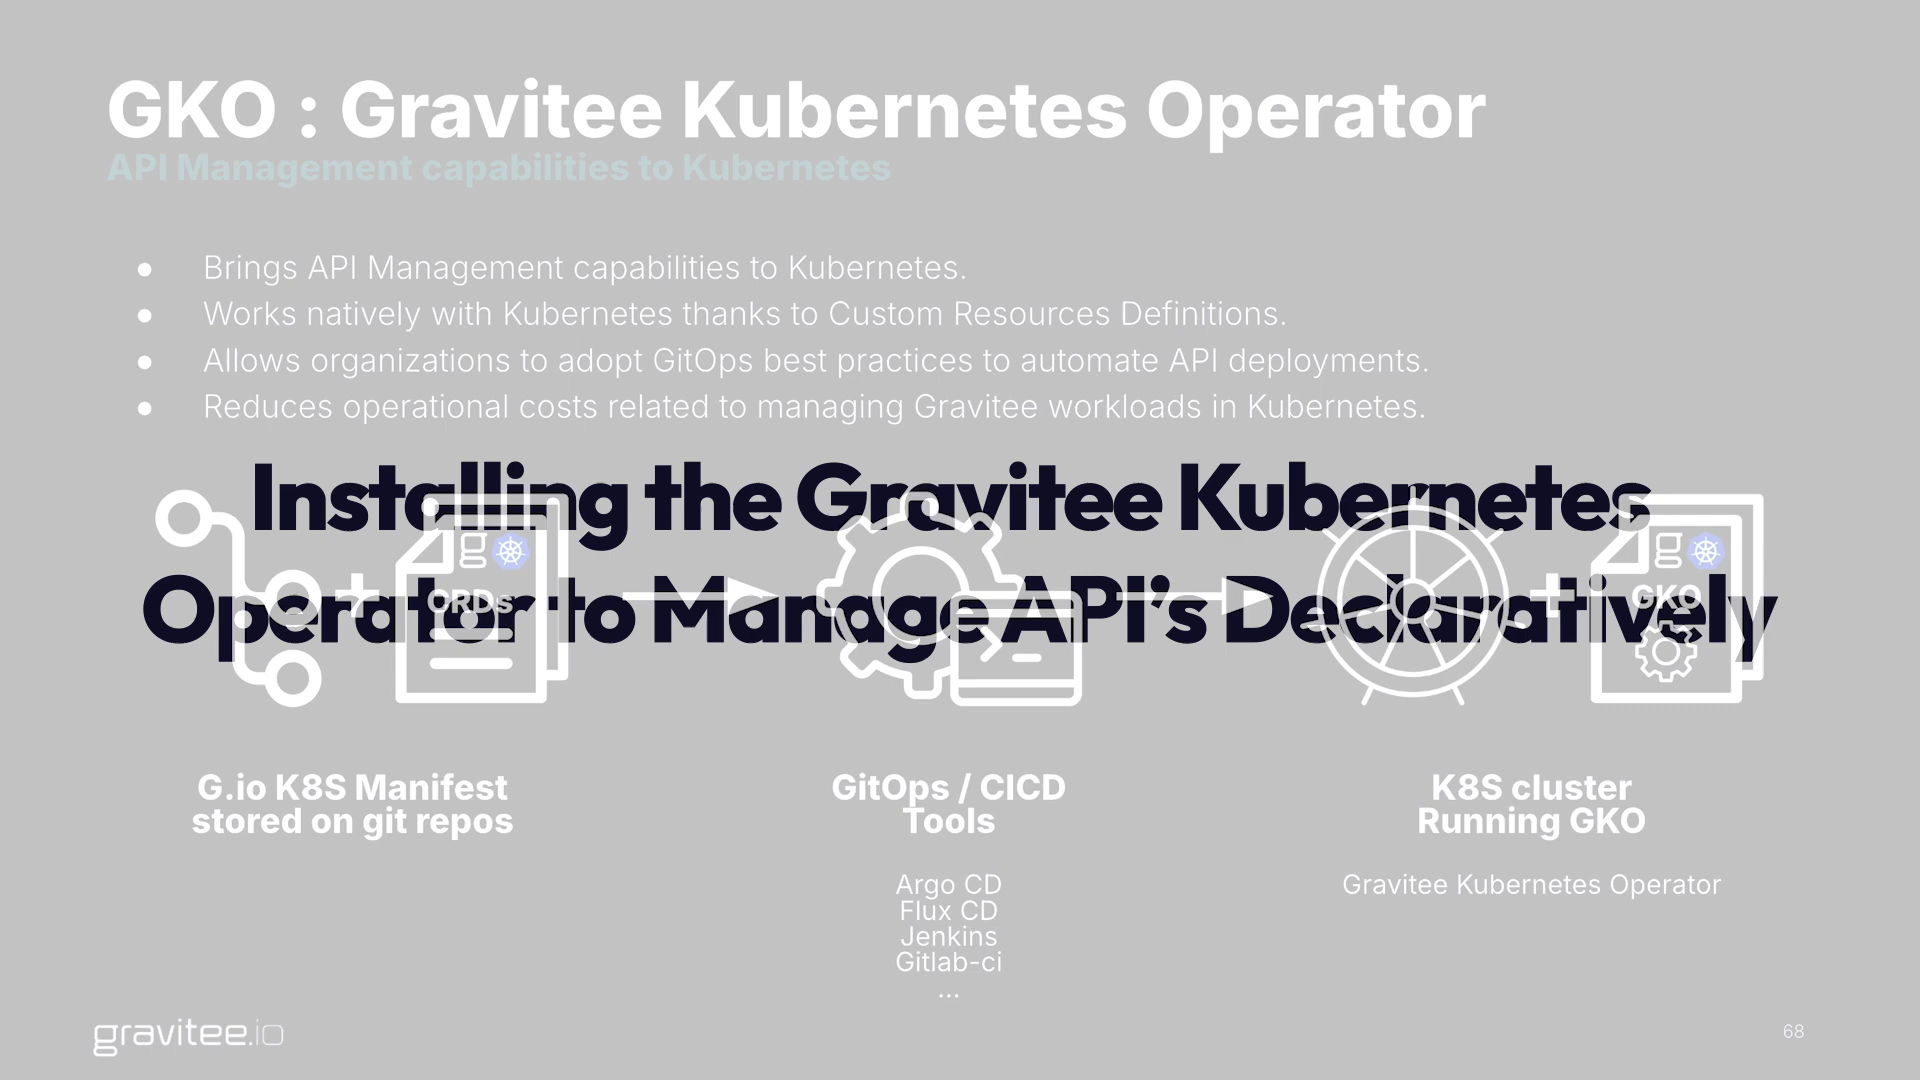 GKO : Gravitee Kubernetes Operator
API Management capabilities to Kubernetes
● Brings API Management capabilities to Kubernetes.
● Works natively with Kubernetes thanks to Custom Resources Definitions.
● Allows organizations to adopt GitOps best practices to automate API deployments.
● Reduces operational costs related to managing Gravitee workloads in Kubernetes.
Installing the Gravitee Kubernetes
Operator to Manage API’s Declaratively
g
CRDs
g
GKO
G.io K8S Manifest
stored on git repos
GitOps / CICD
Tools
Argo CD
Flux CD
Jenkins
Gitlab-ci
...
K8S cluster
Running GKO
Gravitee Kubernetes Operator
gravitee.io
68